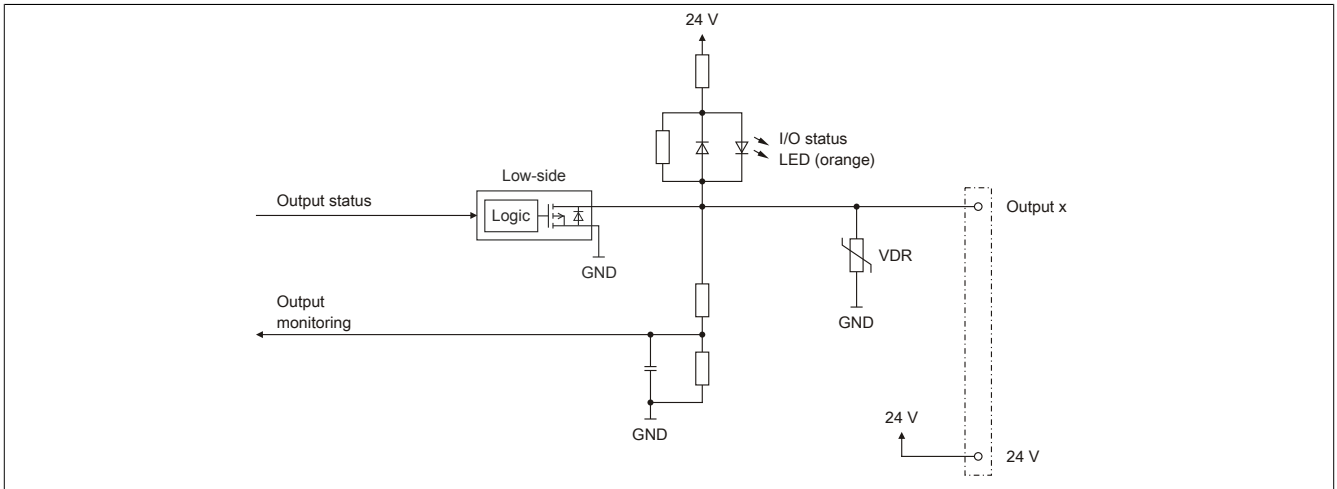 24 V
I/O status
LED (orange)
Low-side
Output status
Logic
Output x
VDR
GND
Output
monitoring
GND
GND
24 V
24 V